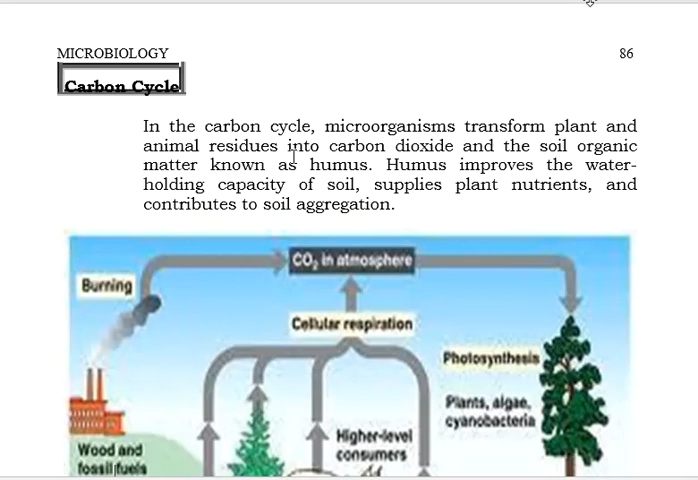 MICROBIOLOGY 86
Carbon Cycle
In the carbon cycle, microorganisms transform plant and
animal residues into carbon dioxide and the soil organic
matter known as humus. Humus improves the water-
holding capacity of soil, supplies plant nutrients, and
contributes to soil aggregation.
CO₂ in atmosphere
Burning
Cellular respiration
Photosynthesis
Plants, algae,
cyanobacteria
Higher-level
consumers
Wood and
fossil fuels